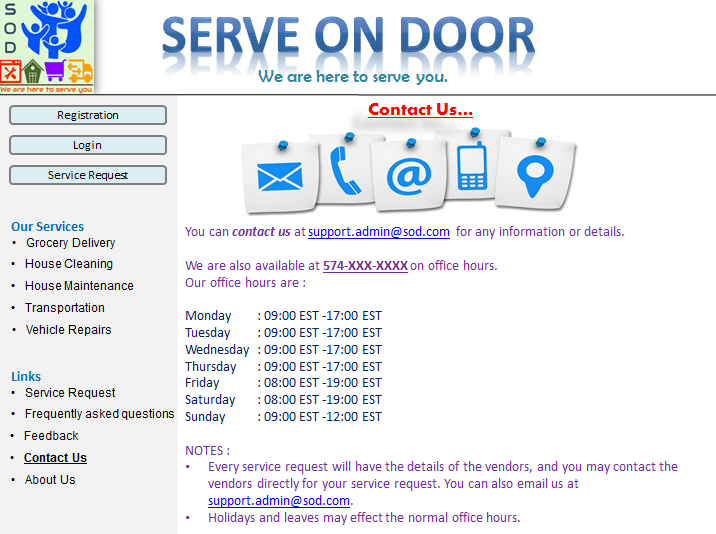 SOD
We are here to serve you.
SERVE ON DOOR
We are here to serve you.
Registration
Login
Service Request
Our Services
• Grocery Delivery
• House Cleaning
• House Maintenance
• Transportation
• Vehicle Repairs
Links
• Service Request
• Frequently asked questions
• Feedback
• Contact Us
• About Us
Contact Us...
@
You can contact us at support.admin@sod.com for any information or details.
We are also available at 574-XXX-XXXX on office hours.
Our office hours are :
Monday : 09:00 EST -17:00 EST
Tuesday : 09:00 EST -17:00 EST
Wednesday : 09:00 EST -17:00 EST
Thursday : 09:00 EST -17:00 EST
Friday : 08:00 EST -19:00 EST
Saturday : 08:00 EST -19:00 EST
Sunday : 09:00 EST -12:00 EST
NOTES :
• Every service request will have the details of the vendors, and you may contact the
vendors directly for your service request. You can also email us at
support.admin@sod.com.
• Holidays and leaves may effect the normal office hours.